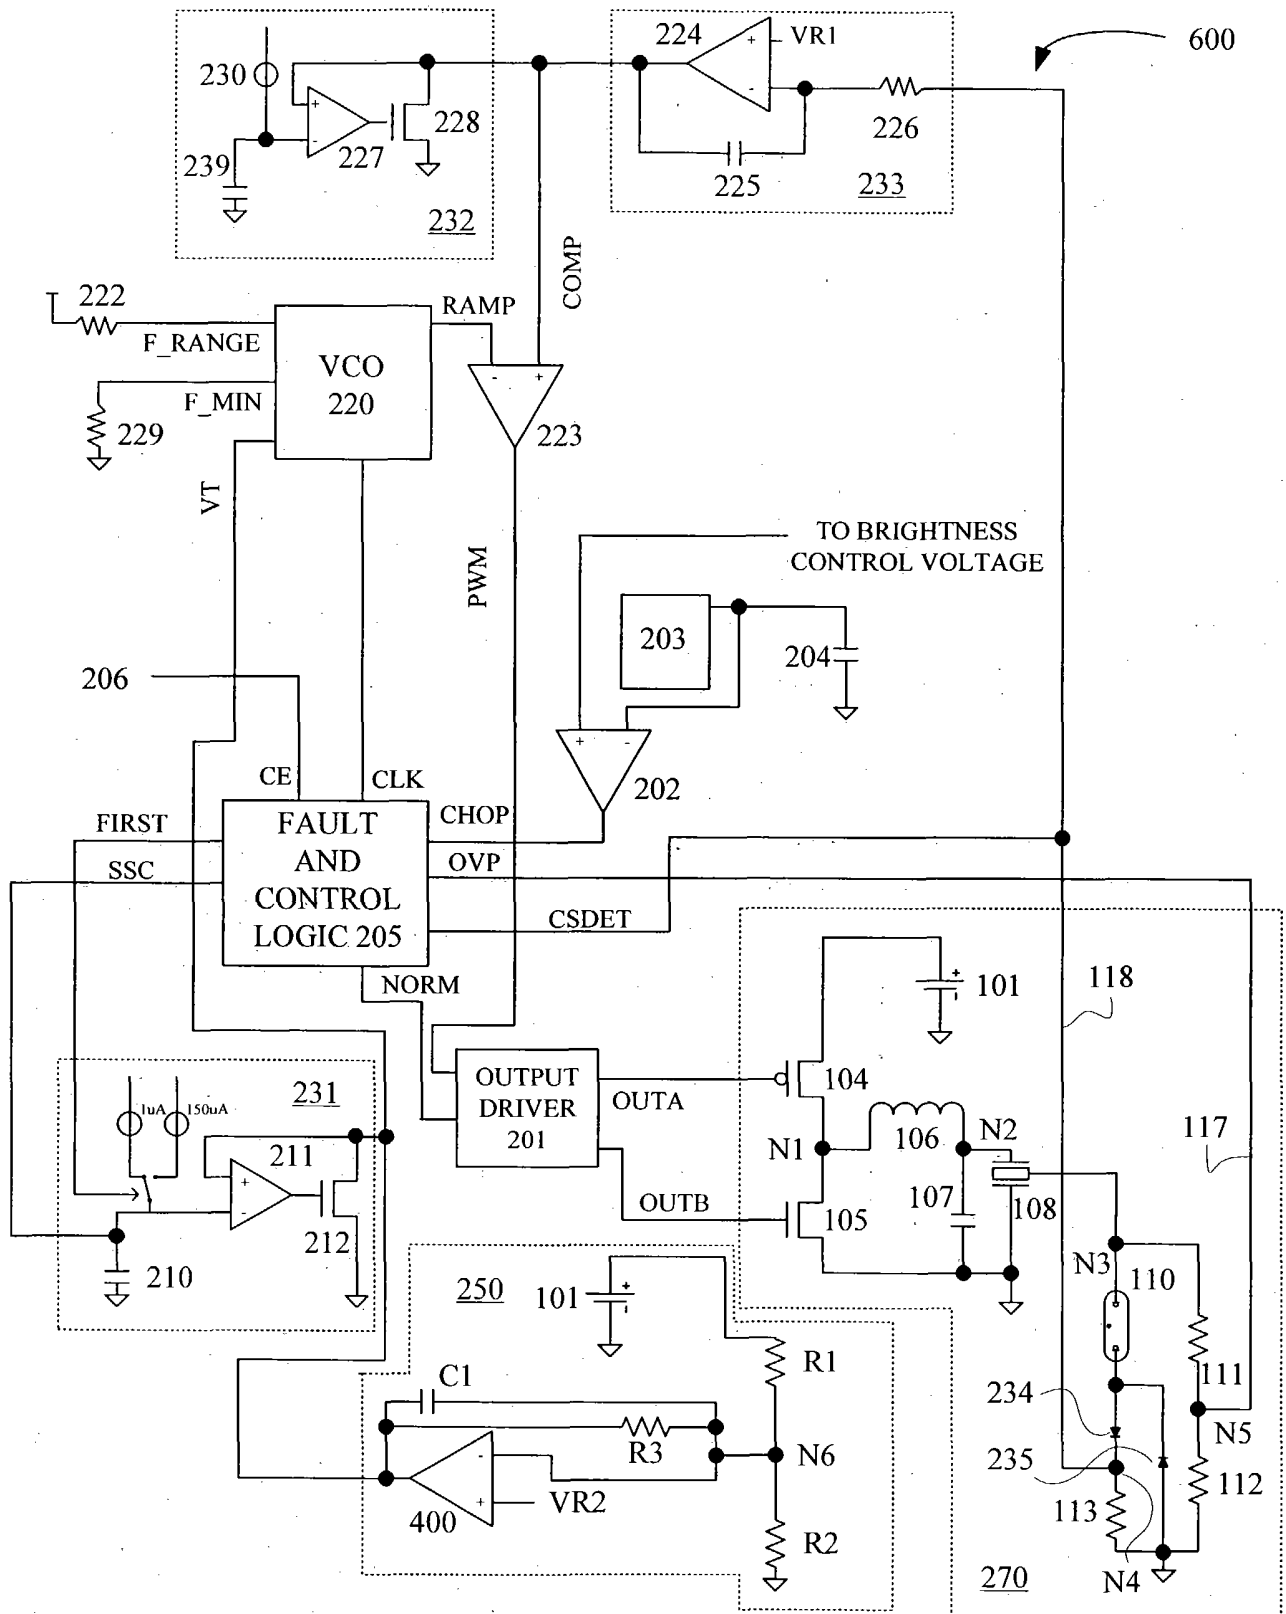 224
+
VR1
-
600
230
+
-
228
227
239
226
225
233
232
COMP
222
F_RANGE
RAMP
VCO
220
F_MIN
229
- +
223
VT
TO BRIGHTNESS
CONTROL VOLTAGE
PWM
203
204
206
+ -
202
CE
CLK
CHOP
FIRST
SSC
FAULT
AND
CONTROL
LOGIC 205
OVP
CSDET
NORM
101
+
-
118
231
1uA
150uA
211
+
-
212
210
OUTPUT
DRIVER
201
OUTA
OUTB
104
N1
106
N2
105
107
108
117
N3
110
111
250
101
+
-
R1
C1
R3
N6
-
+
400
VR2
R2
234
235
N5
112
113
N4
270